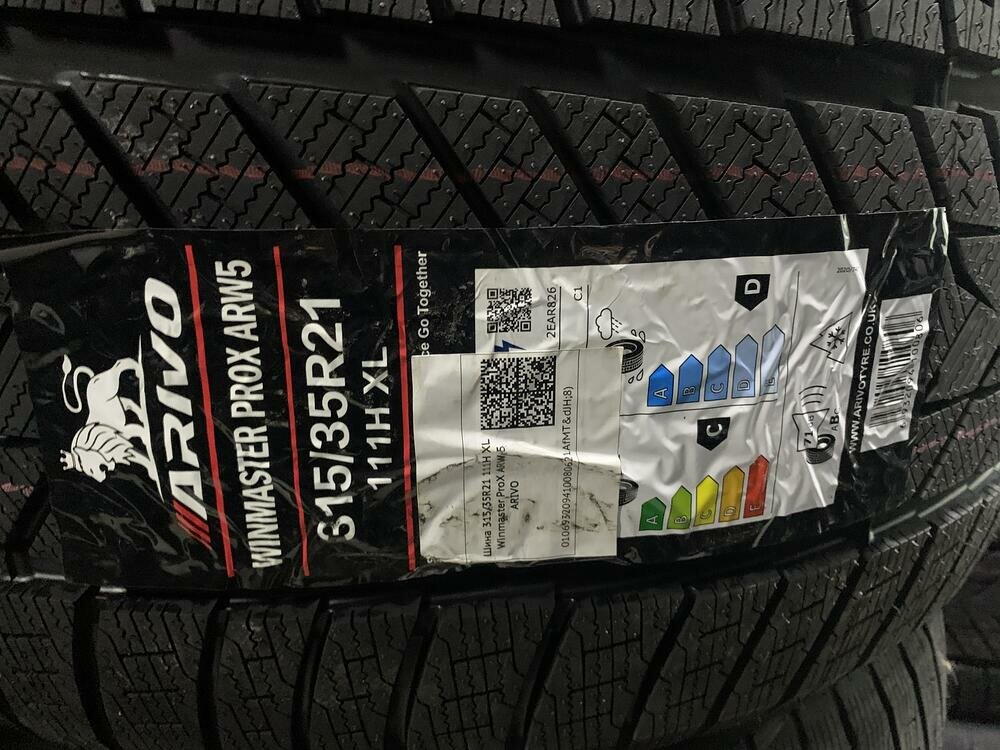 ARIVO
WINMASTER PROX ARW5
315/35R21
111H XL
ce Go Together
2EAR826
C1
Шина 315/35R21 111H XL
Winmaster ProX ARW5
ARIVO
A
B
C
D
E
C
A
B
C
D
E
D
71
WWW.ARIVOTYRE.CO.UK